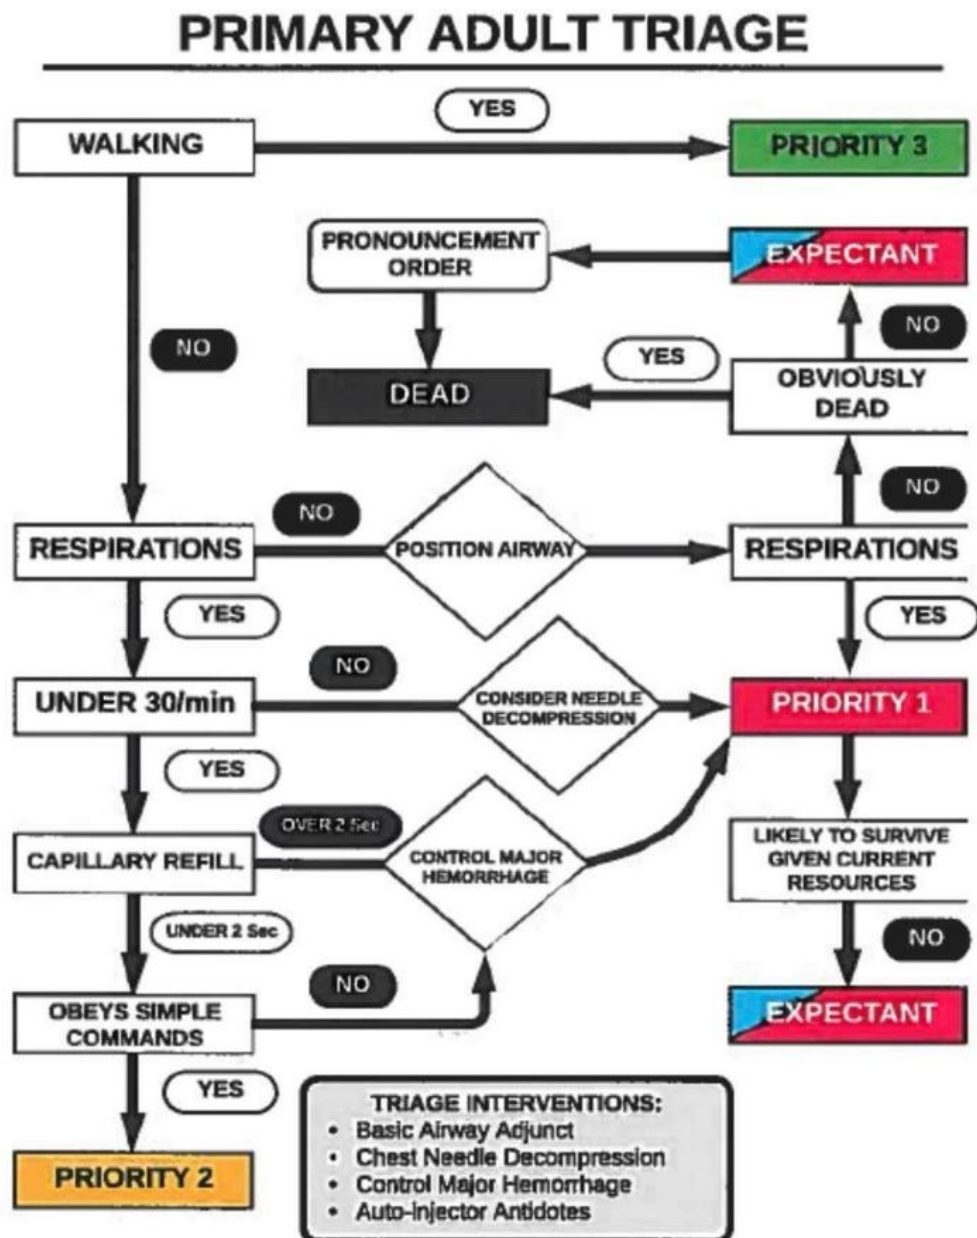 PRIMARY ADULT TRIAGE
YES
WALKING
PRIORITY 3
PRONOUNCEMENT
ORDER
EXPECTANT
NO
NO
YES
OBVIOUSLY
DEAD
DEAD
NO
NO
RESPIRATIONS
POSITION AIRWAY
RESPIRATIONS
YES
YES
NO
UNDER 30/min
CONSIDER NEEDLE
DECOMPRESSION
PRIORITY 1
YES
OVER 2 Sec
CAPILLARY REFILL
CONTROL MAJOR
HEMORRHAGE
LIKELY TO SURVIVE
GIVEN CURRENT
RESOURCES
UNDER 2 Sec
NO
NO
OBEYS SIMPLE
COMMANDS
EXPECTANT
YES
PRIORITY 2
TRIAGE INTERVENTIONS:
• Basic Airway Adjunct
• Chest Needle Decompression
• Control Major Hemorrhage
• Auto-injector Antidotes